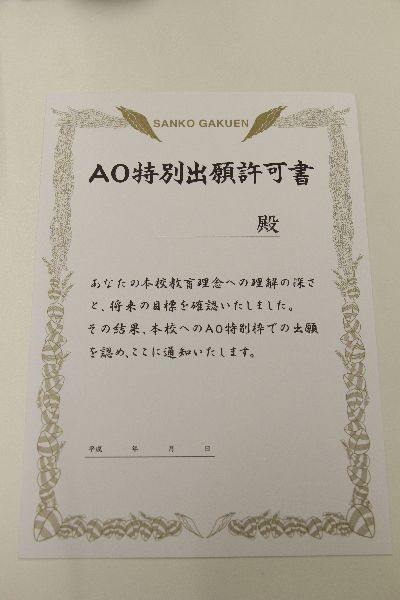 SANKO GAKUEN
AO特別出願許可書
殿
あなたの本校教育理念への理解の深さ
と、将来の目標を確認いたしました。
その結果、本校へのAO特別枠での出願
を認め、ここに通知いたします。
平成 年 月 日